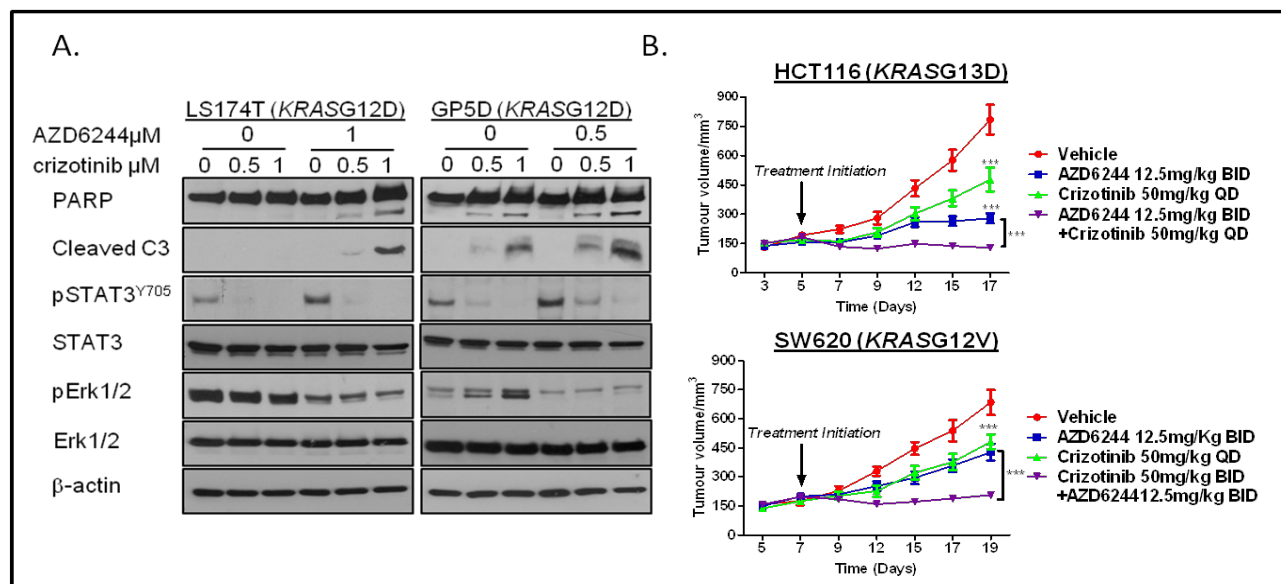 A.
LS174T (KRASG12D) GP5D (KRASG12D)
AZD6244µM 0 1 0 0.5
crizotinib µM 0 0.5 1 0 0.5 1 0 0.5 1 0 0.5 1
PARP
Cleaved C3
pSTAT3Y705
STAT3
pErk1/2
Erk1/2
β-actin
B.
HCT116 (KRASG13D)
Tumour volume/mm3
900
750
600
450
300
150
0
Treatment Initiation
***
***
***
3 5 7 9 12 15 17
Time (Days)
Vehicle
AZD6244 12.5mg/kg BID
Crizotinib 50mg/kg QD
AZD6244 12.5mg/kg BID
+Crizotinib 50mg/kg QD
SW620 (KRASG12V)
Tumour volume/mm3
900
750
600
450
300
150
0
Treatment Initiation
***
***
5 7 9 12 15 17 19
Time (Days)
Vehicle
AZD6244 12.5mg/Kg BID
Crizotinib 50mg/kg QD
Crizotinib 50mg/kg BID
+AZD624412.5mg/kg BID